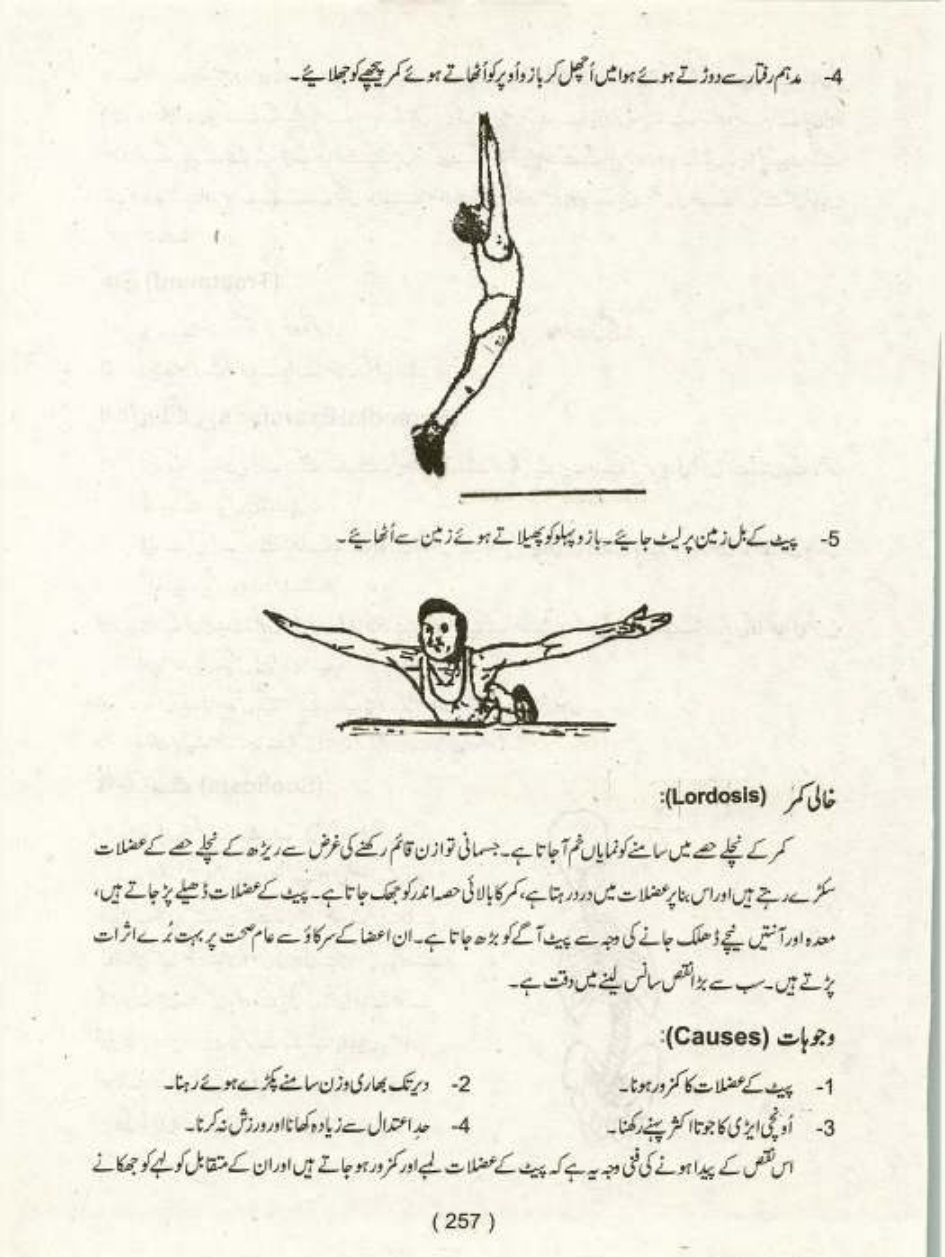 4- مدہم رفتار سے دوڑتے ہوئے ہوا میں اُچھل کر بازو اُوپر کو اُٹھاتے ہوئے کمر پیچھے کو جھلائیے۔
5- پیٹ کے بل زمین پر لیٹ جائیے۔ بازو پہلو کو پھیلاتے ہوئے زمین سے اُٹھائیے۔
خالی کمر (Lordosis):
کمر کے نچلے حصے میں سامنے کو نمایاں خم آ جاتا ہے۔ جسمانی توازن قائم رکھنے کی غرض سے ریڑھ کے نچلے حصے کے عضلات
سکڑے رہتے ہیں اور اس بنا پر عضلات میں درد رہتا ہے، کمر کا بالائی حصہ اندر کو جھک جاتا ہے۔ پیٹ کے عضلات ڈھیلے پڑ جاتے ہیں،
معدہ اور آنتیں نیچے ڈھلک جانے کی وجہ سے پیٹ آگے کو بڑھ جاتا ہے۔ ان اعضا کے سرکاؤ سے عام صحت پر بہت بُرے اثرات
پڑتے ہیں۔ سب سے بڑا نقص سانس لینے میں دقت ہے۔
وجوہات (Causes):
1- پیٹ کے عضلات کا کمزور ہونا۔ 2- دیر تک بھاری وزن سامنے پکڑے ہوئے رہنا۔
3- اُونچی ایڑی کا جوتا اکثر پہنے رکھنا۔ 4- حدِ اعتدال سے زیادہ کھانا اور ورزش نہ کرنا۔
اس نقص کے پیدا ہونے کی فنی وجہ یہ ہے کہ پیٹ کے عضلات لمبے اور کمزور ہو جاتے ہیں اور ان کے متقابل کولہے کو جھکانے
( 257 )